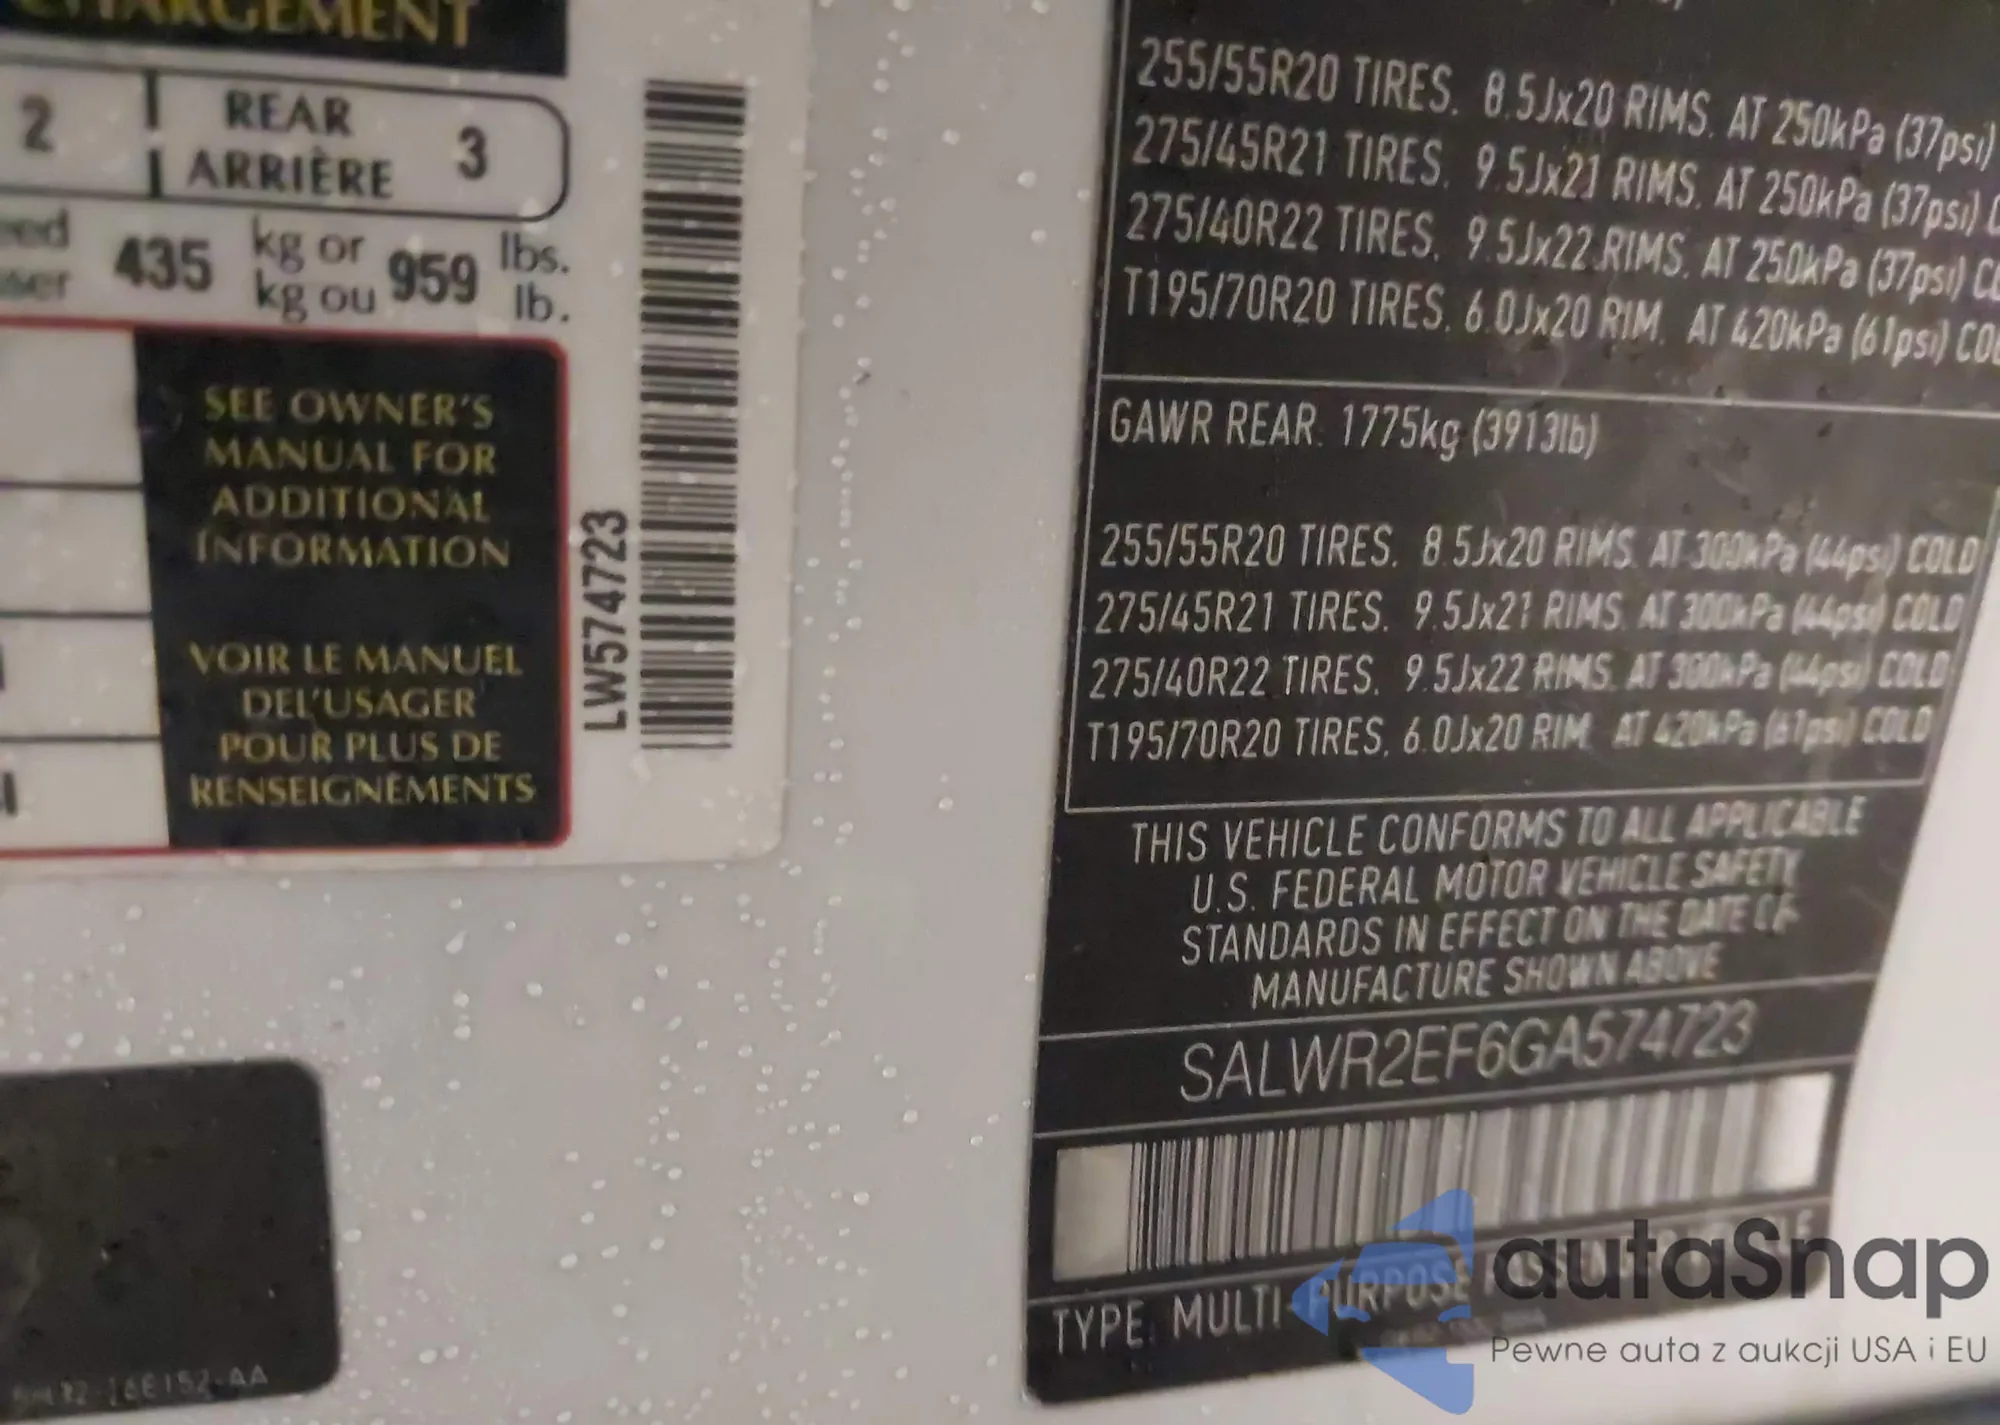 CHARGEMENT
2 REAR 3
ARRIÈRE
435 kg or 959 lbs.
kg ou lb.
SEE OWNER'S
MANUAL FOR
ADDITIONAL
INFORMATION
VOIR LE MANUEL
DEL'USAGER
POUR PLUS DE
RENSEIGNÉMENTS
LW574723
255/55R20 TIRES. 8.5Jx20 RIMS. AT 250kPa (37psi)
275/45R21 TIRES. 9.5Jx21 RIMS. AT 250kPa (37psi)
275/40R22 TIRES. 9.5Jx22 RIMS. AT 250kPa (37psi)
T195/70R20 TIRES. 6.0Jx20 RIM. AT 420kPa (61psi)
GAWR REAR: 1775kg (3913lb)
255/55R20 TIRES. 8.5Jx20 RIMS. AT 300kPa (44psi) COLD
275/45R21 TIRES. 9.5Jx21 RIMS. AT 300kPa (44psi) COLD
275/40R22 TIRES. 9.5Jx22 RIMS. AT 300kPa (44psi) COLD
T195/70R20 TIRES. 6.0Jx20 RIM. AT 420kPa (61psi) COLD
THIS VEHICLE CONFORMS TO ALL APPLICABLE
U.S. FEDERAL MOTOR VEHICLE SAFETY
STANDARDS IN EFFECT ON THE DATE OF
MANUFACTURE SHOWN ABOVE
SALWR2EF6GA574723
TYPE: MULTI-PURPOSE PASSENGER VEHICLE
autaSnap
Pewne auta z aukcji USA i EU